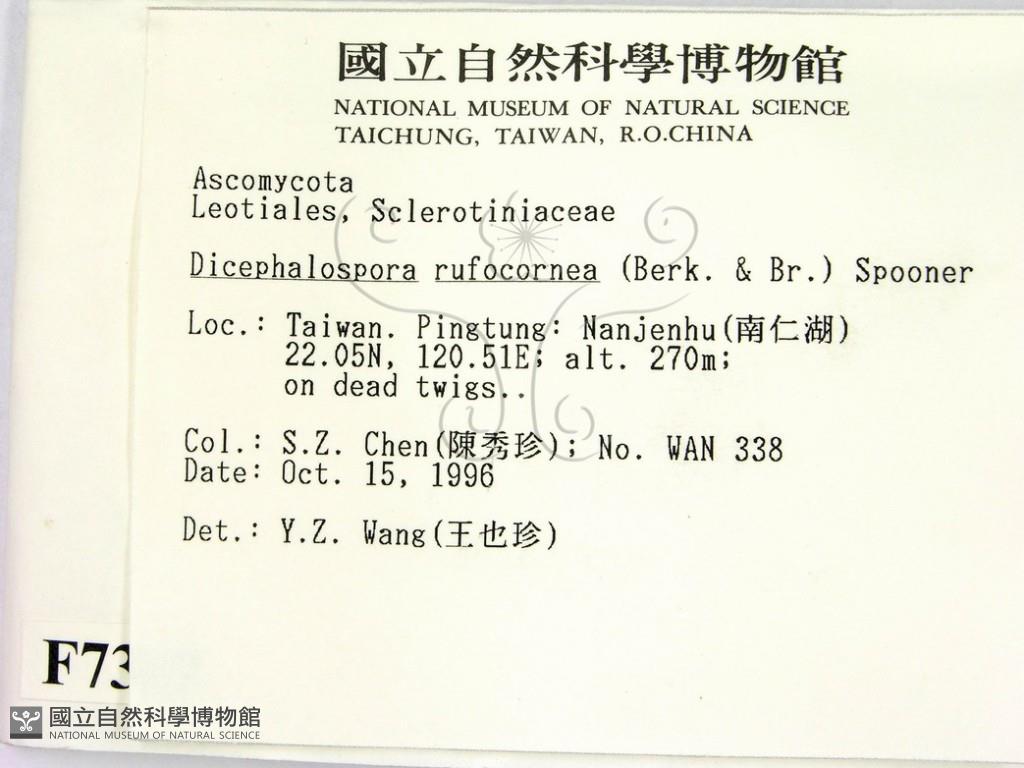 國立自然科學博物館
NATIONAL MUSEUM OF NATURAL SCIENCE
TAICHUNG, TAIWAN, R.O.CHINA
Ascomycota
Leotiales, Sclerotiniaceae
Dicephalospora rufocornea (Berk. & Br.) Spooner
Loc.: Taiwan. Pingtung: Nanjenhu(南仁湖)
22.05N, 120.51E; alt. 270m;
on dead twigs..
Col.: S.Z. Chen(陳秀珍); No. WAN 338
Date: Oct. 15, 1996
Det.: Y.Z. Wang(王也珍)
F73
國立自然科學博物館
NATIONAL MUSEUM OF NATURAL SCIENCE